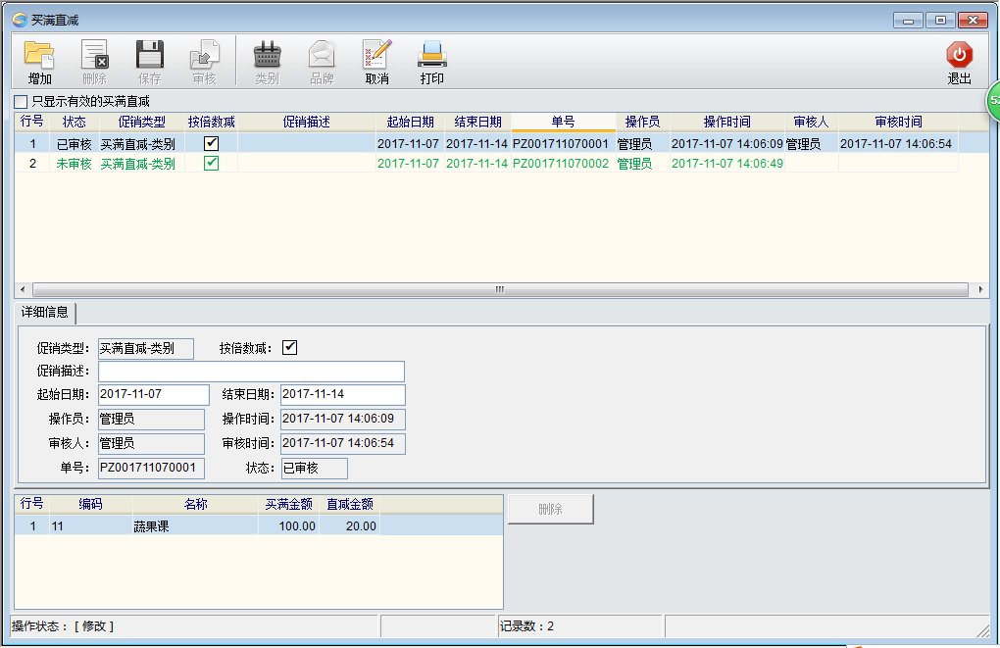 买满直减
增加 删除 保存 审核 类别 品牌 取消 打印 退出
只显示有效的买满直减
行号 状态 促销类型 按倍数减 促销描述 起始日期 结束日期 单号 操作员 操作时间 审核人 审核时间
1 已审核 买满直减-类别 2017-11-07 2017-11-14 PZ001711070001 管理员 2017-11-07 14:06:09 管理员 2017-11-07 14:06:54
2 未审核 买满直减-类别 2017-11-07 2017-11-14 PZ001711070002 管理员 2017-11-07 14:06:49
详细信息
促销类型: 买满直减-类别 按倍数减:
促销描述:
起始日期: 2017-11-07 结束日期: 2017-11-14
操作员: 管理员 操作时间: 2017-11-07 14:06:09
审核人: 管理员 审核时间: 2017-11-07 14:06:54
单号: PZ001711070001 状态: 已审核
行号 编码 名称 买满金额 直减金额 删除
1 11 蔬果课 100.00 20.00
操作状态: [ 修改 ] 记录数: 2